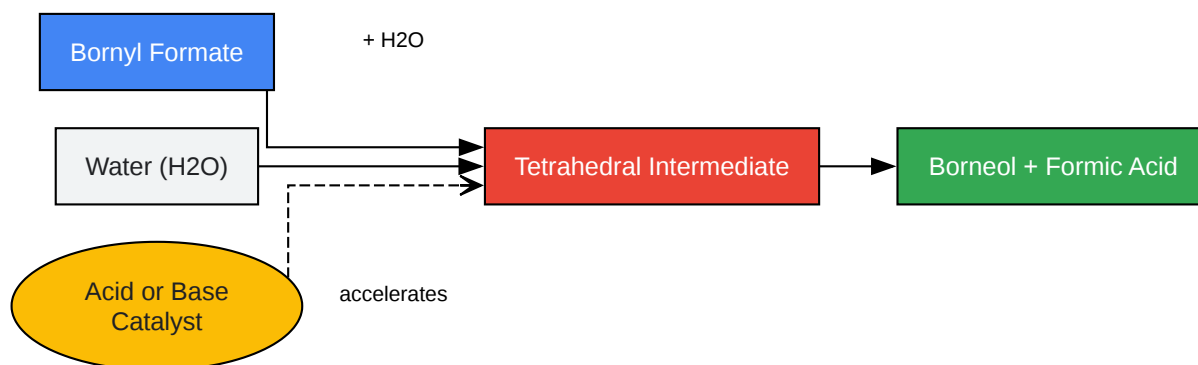 Bornyl Formate
+ H2O
Water (H2O)
Tetrahedral Intermediate
Borneol + Formic Acid
Acid or Base
Catalyst
accelerates